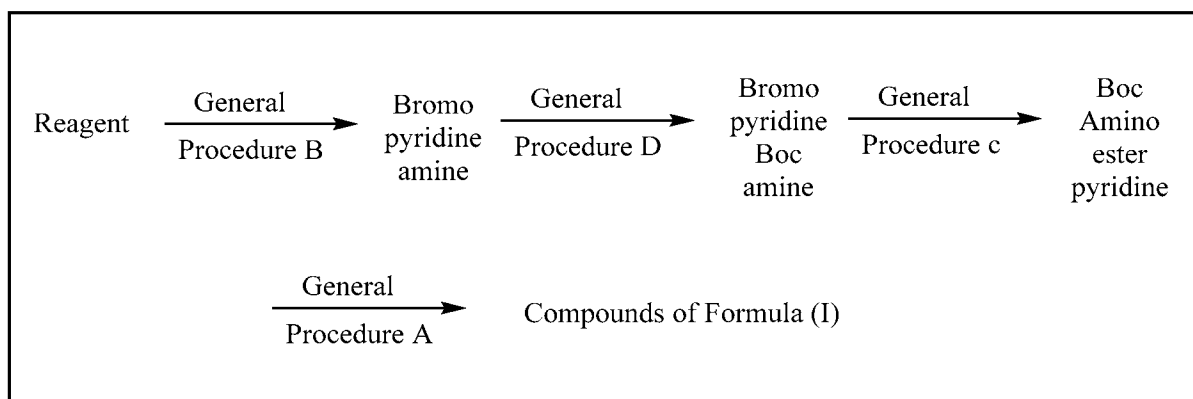 Reagent
General
Procedure B
Bromo
pyridine
amine
General
Procedure D
Bromo
pyridine
Boc
amine
General
Procedure c
Boc
Amino
ester
pyridine
General
Procedure A
Compounds of Formula (I)